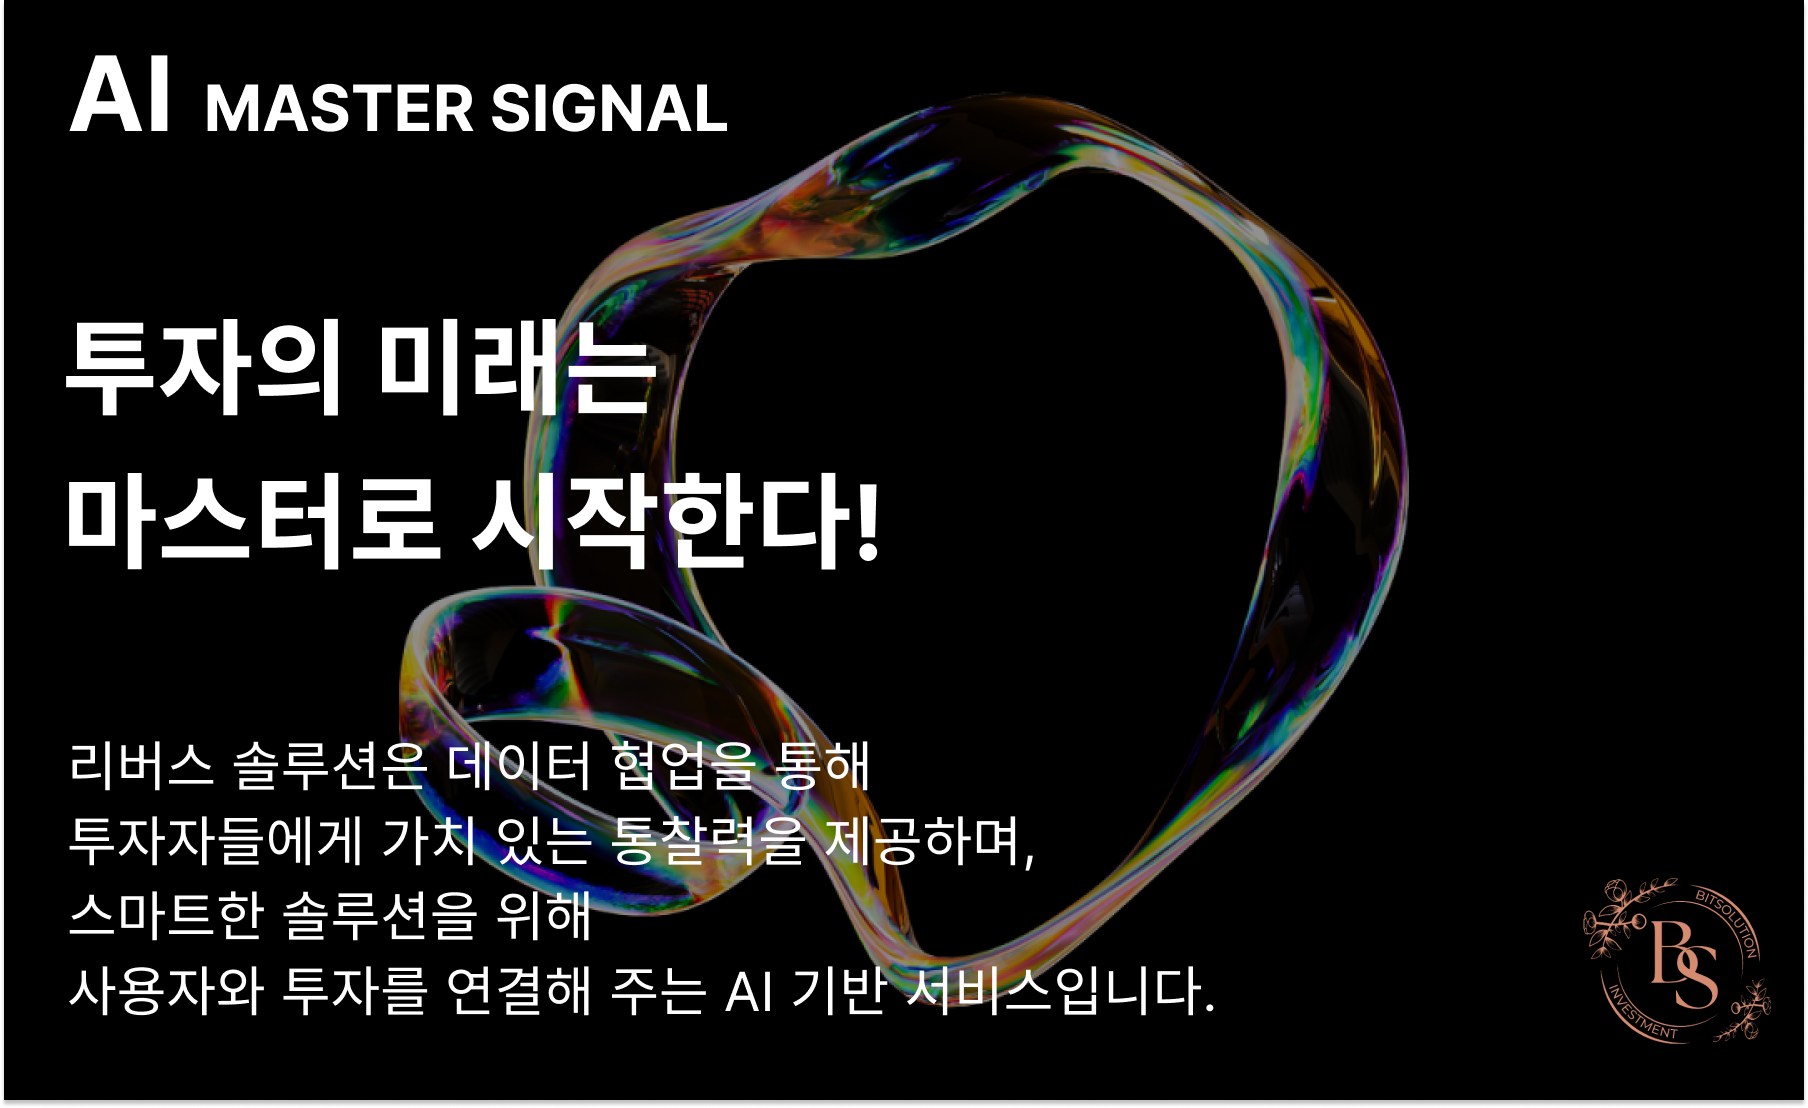 AI MASTER SIGNAL
투자의 미래는
마스터로 시작한다!
리버스 솔루션은 데이터 협업을 통해
투자자들에게 가치 있는 통찰력을 제공하며,
스마트한 솔루션을 위해
사용자와 투자를 연결해 주는 AI 기반 서비스입니다.
BITSOLUTION
BS
INVESTMENT